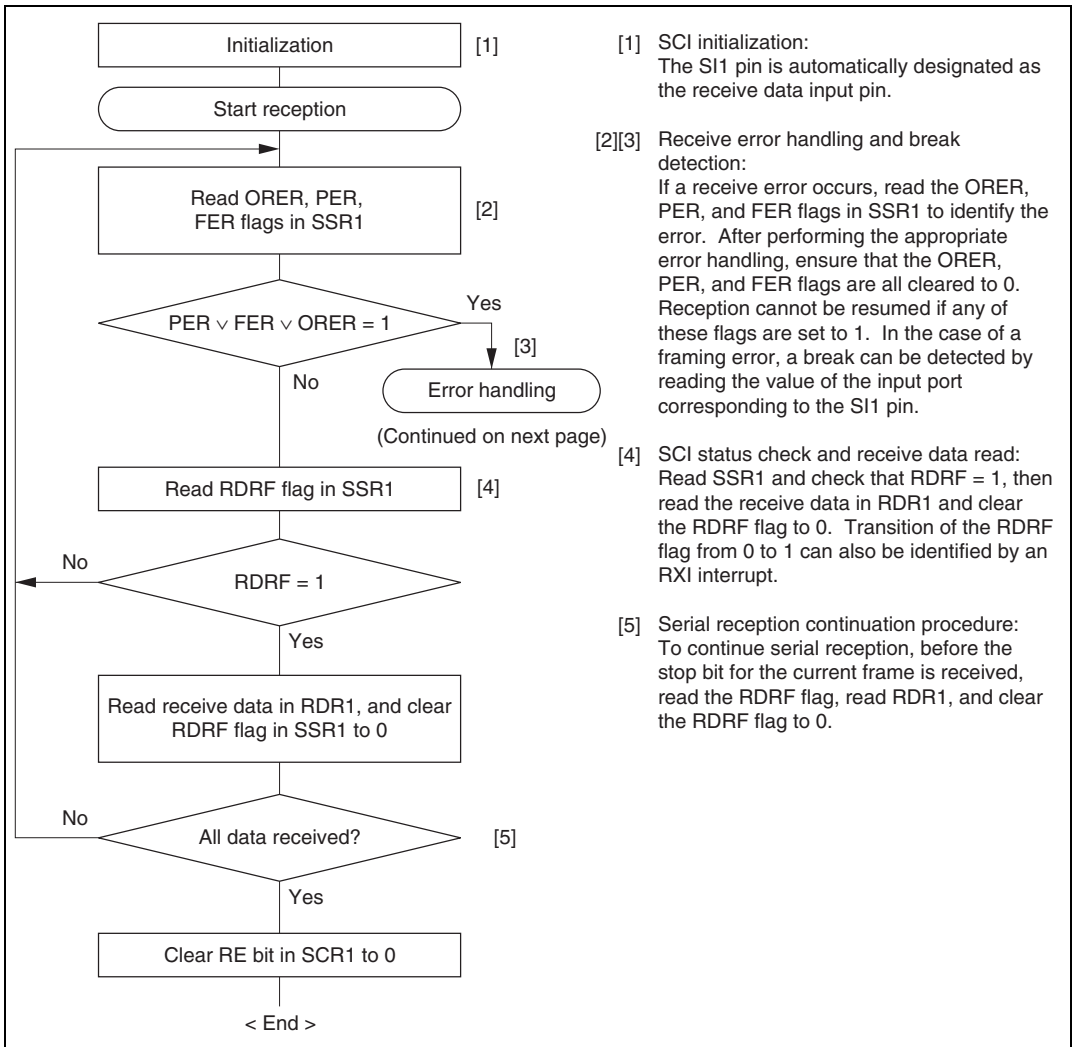 Initialization
[1]
Start reception
Read ORER, PER,
FER flags in SSR1
[2]
PER ∨ FER ∨ ORER = 1
Yes
[3]
No
Error handling
(Continued on next page)
Read RDRF flag in SSR1
[4]
No
RDRF = 1
Yes
Read receive data in RDR1, and clear
RDRF flag in SSR1 to 0
No
All data received?
[5]
Yes
Clear RE bit in SCR1 to 0
< End >
[1] SCI initialization:
The SI1 pin is automatically designated as
the receive data input pin.
[2][3] Receive error handling and break
detection:
If a receive error occurs, read the ORER,
PER, and FER flags in SSR1 to identify the
error. After performing the appropriate
error handling, ensure that the ORER,
PER, and FER flags are all cleared to 0.
Reception cannot be resumed if any of
these flags are set to 1. In the case of a
framing error, a break can be detected by
reading the value of the input port
corresponding to the SI1 pin.
[4] SCI status check and receive data read:
Read SSR1 and check that RDRF = 1, then
read the receive data in RDR1 and clear
the RDRF flag to 0. Transition of the RDRF
flag from 0 to 1 can also be identified by an
RXI interrupt.
[5] Serial reception continuation procedure:
To continue serial reception, before the
stop bit for the current frame is received,
read the RDRF flag, read RDR1, and clear
the RDRF flag to 0.